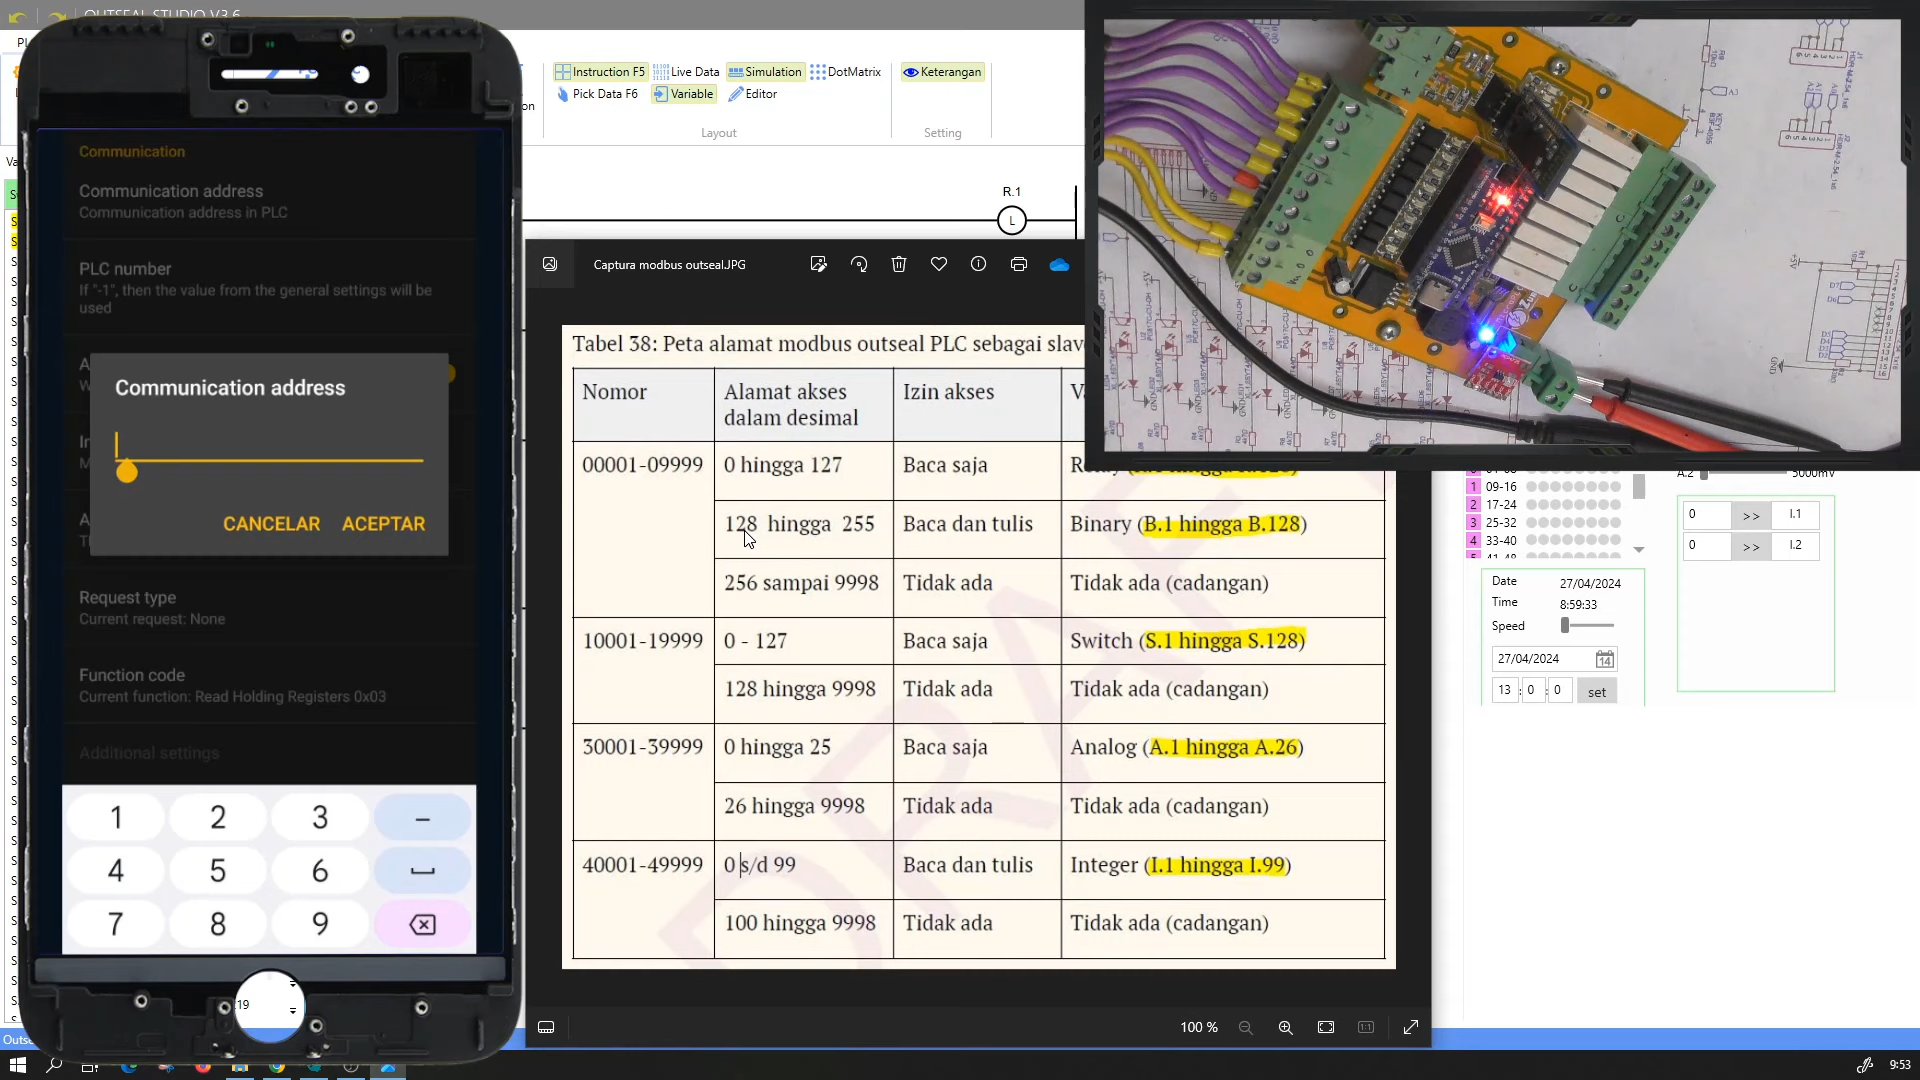 OUTSEAL STUDIO V3.6
Instruction F5
Live Data
Simulation
DotMatrix
Keterangan
Pick Data F6
Variable
Editor
Layout
Setting
R.1
L
Communication
Communication address
Communication address in PLC
PLC number
If "-1", then the value from the general settings will be
used
Communication address
CANCELAR
ACEPTAR
Request type
Current request: None
Function code
Current function: Read Holding Registers 0x03
Additional settings
1 2 3 –
4 5 6
7 8 9
19
Captura modbus outseal.JPG
Tabel 38: Peta alamat modbus outseal PLC sebagai slav
Nomor
Alamat akses
dalam desimal
Izin akses
00001-09999
0 hingga 127
Baca saja
128 hingga 255
Baca dan tulis
Binary (B.1 hingga B.128)
256 sampai 9998
Tidak ada
Tidak ada (cadangan)
10001-19999
0 - 127
Baca saja
Switch (S.1 hingga S.128)
128 hingga 9998
Tidak ada
Tidak ada (cadangan)
30001-39999
0 hingga 25
Baca saja
Analog (A.1 hingga A.26)
26 hingga 9998
Tidak ada
Tidak ada (cadangan)
40001-49999
0 s/d 99
Baca dan tulis
Integer (I.1 hingga I.99)
100 hingga 9998
Tidak ada
Tidak ada (cadangan)
100 %
1 09-16
2 17-24
3 25-32
4 33-40
A.2
5000mV
0 >> I.1
0 >> I.2
Date 27/04/2024
Time 8:59:33
Speed
27/04/2024 14
13 : 0 : 0 set
9:53